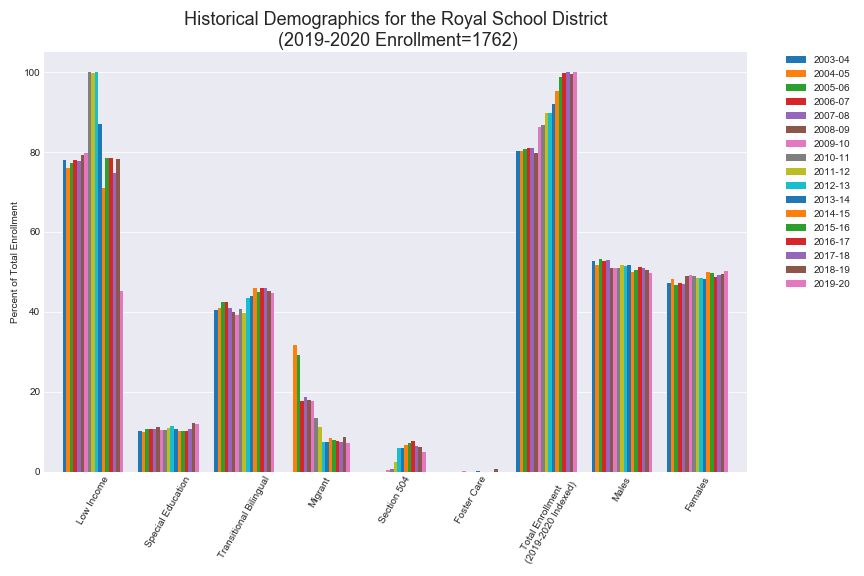 Historical Demographics for the Royal School District
(2019-2020 Enrollment=1762)
Percent of Total Enrollment
100
80
60
40
20
0
Low Income
Special Education
Transitional Bilingual
Migrant
Section 504
Foster Care
Total Enrollment
(2019-2020 Indexed)
Males
Females
2003-04
2004-05
2005-06
2006-07
2007-08
2008-09
2009-10
2010-11
2011-12
2012-13
2013-14
2014-15
2015-16
2016-17
2017-18
2018-19
2019-20